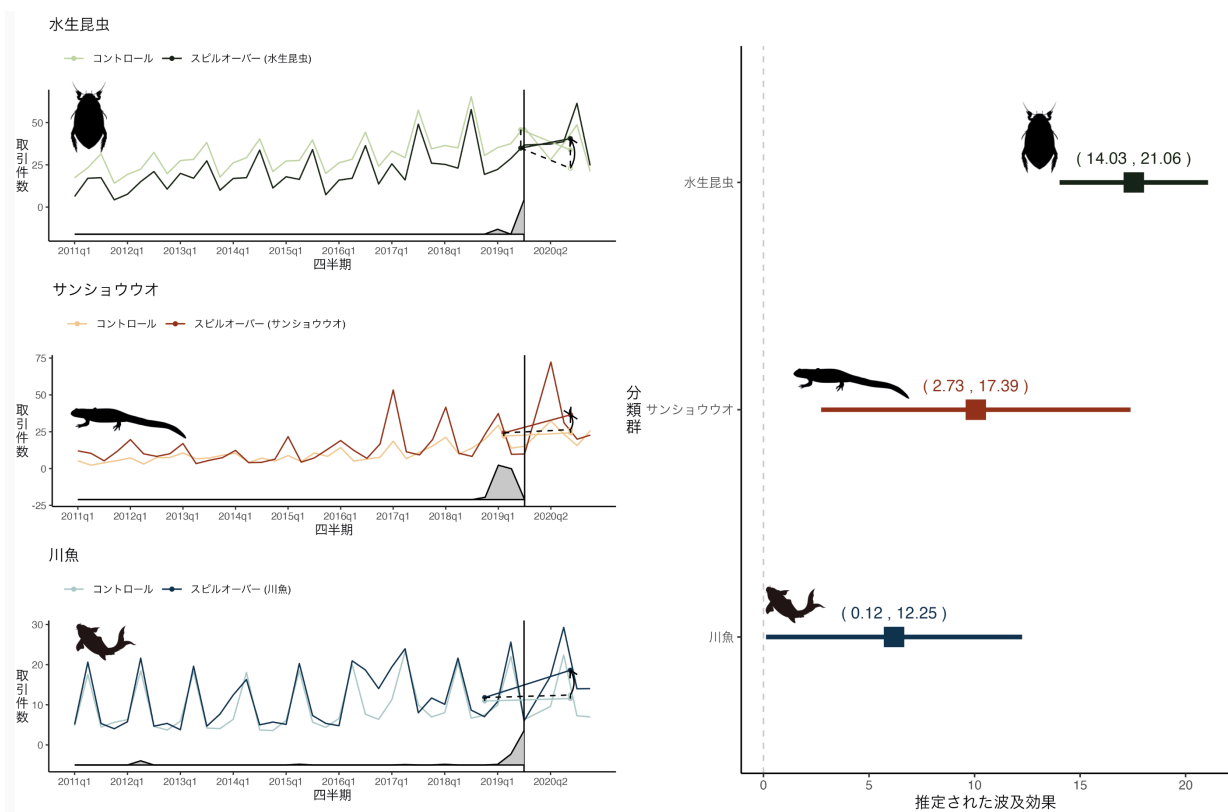 水生昆虫
コントロール スピルオーバー (水生昆虫)
取引件数
50
25
0
2011q1 2012q1 2013q1 2014q1 2015q1 2016q1 2017q1 2018q1 2019q1 2020q2
四半期
サンショウウオ
コントロール スピルオーバー (サンショウウオ)
取引件数
75
50
25
0
-25
2011q1 2012q1 2013q1 2014q1 2015q1 2016q1 2017q1 2018q1 2019q1 2020q2
四半期
川魚
コントロール スピルオーバー (川魚)
取引件数
30
20
10
0
2011q1 2012q1 2013q1 2014q1 2015q1 2016q1 2017q1 2018q1 2019q1 2020q2
四半期
分類群
水生昆虫
( 14.03 , 21.06 )
サンショウウオ
( 2.73 , 17.39 )
川魚
( 0.12 , 12.25 )
0 5 10 15 20
推定された波及効果